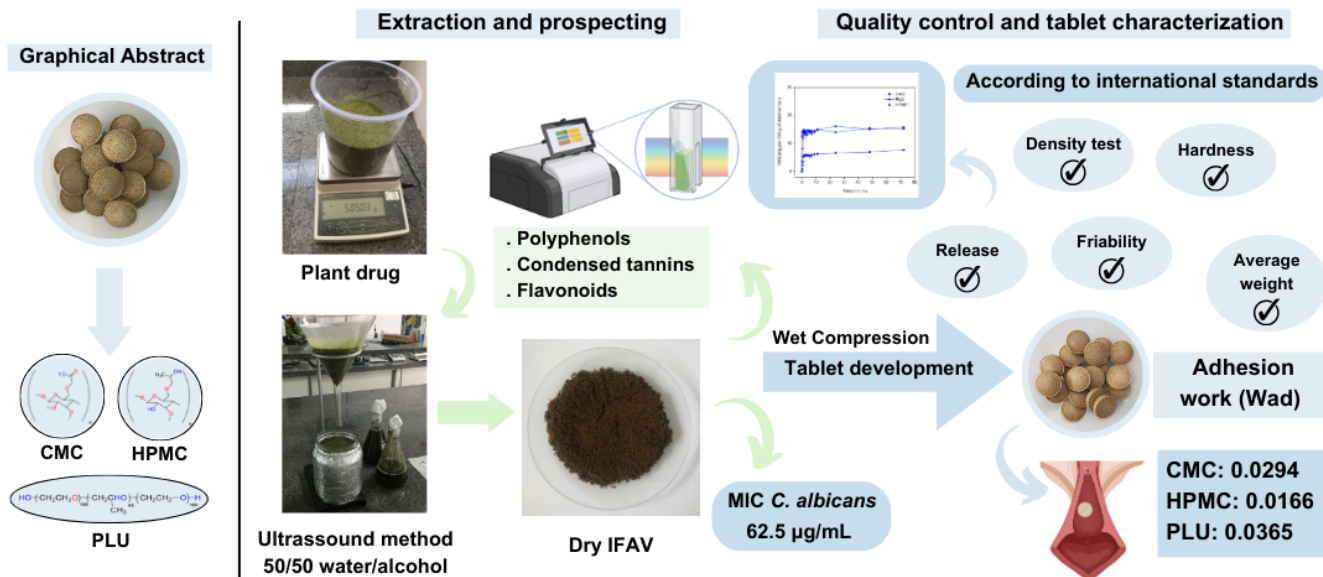 Graphical Abstract
CMC
HPMC
PLU
Extraction and prospecting
Plant drug
Ultrasound method
50/50 water/alcohol
. Polyphenols
. Condensed tannins
. Flavonoids
Dry IFAV
MIC C. albicans
62.5 µg/mL
Quality control and tablet characterization
CMC
PLU
HPMC
According to international standards
Density test
Hardness
Release
Friability
Average
weight
Wet Compression
Tablet development
Adhesion
work (Wad)
CMC: 0.0294
HPMC: 0.0166
PLU: 0.0365